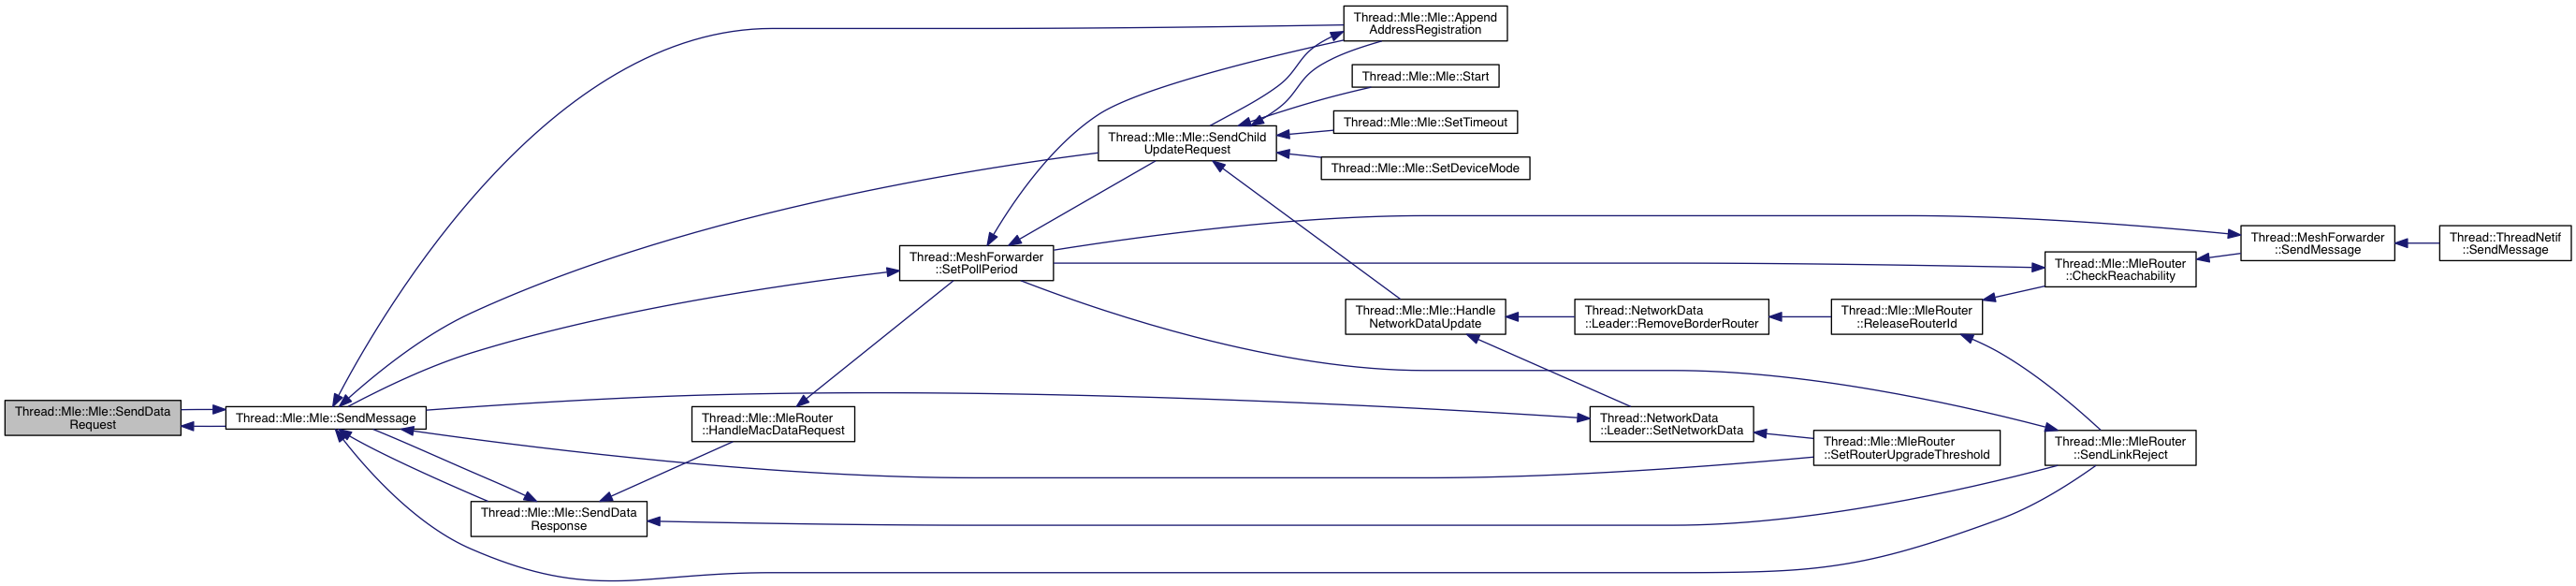 Thread::Mle::Mle::Append
AddressRegistration
Thread::Mle::Mle::Start
Thread::Mle::Mle::SetTimeout
Thread::Mle::Mle::SendChild
UpdateRequest
Thread::Mle::Mle::SetDeviceMode
Thread::MeshForwarder
::SendMessage
Thread::ThreadNetif
::SendMessage
Thread::MeshForwarder
::SetPollPeriod
Thread::Mle::MleRouter
::CheckReachability
Thread::Mle::Mle::Handle
NetworkDataUpdate
Thread::NetworkData
::Leader::RemoveBorderRouter
Thread::Mle::MleRouter
::ReleaseRouterId
Thread::Mle::Mle::SendData
Request
Thread::Mle::Mle::SendMessage
Thread::Mle::MleRouter
::HandleMacDataRequest
Thread::NetworkData
::Leader::SetNetworkData
Thread::Mle::MleRouter
::SetRouterUpgradeThreshold
Thread::Mle::MleRouter
::SendLinkReject
Thread::Mle::Mle::SendData
Response